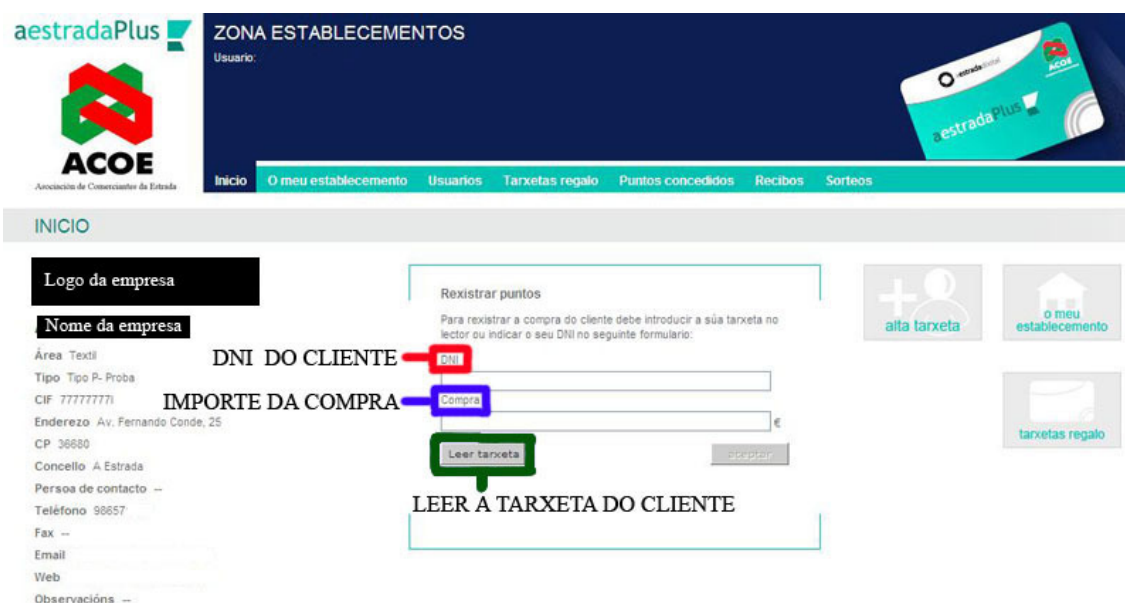 aestradaPlus
ACOE
Asociación de Comerciantes da Estrada
ZONA ESTABLECEMENTOS
Usuario:
estradadixital
ACOE
aestradaPlus
Inicio O meu establecemento Usuarios Tarxetas regalo Puntos concedidos Recibos Sorteos
INICIO
Logo da empresa
Nome da empresa
Área Textil
Tipo Tipo P- Proba
CIF 77777777I
Enderezo Av. Fernando Conde, 25
CP 36680
Concello A Estrada
Persoa de contacto --
Teléfono 98657
Fax --
Email
Web
Observacións --
Rexistrar puntos
Para rexistrar a compra do cliente debe introducir a súa tarxeta no
lector ou indicar o seu DNI no seguinte formulario:
DNI DO CLIENTE
DNI
IMPORTE DA COMPRA
Compra
€
Leer tarxeta
aceptar
LEER A TARXETA DO CLIENTE
alta tarxeta
o meu
establecemento
tarxetas regalo